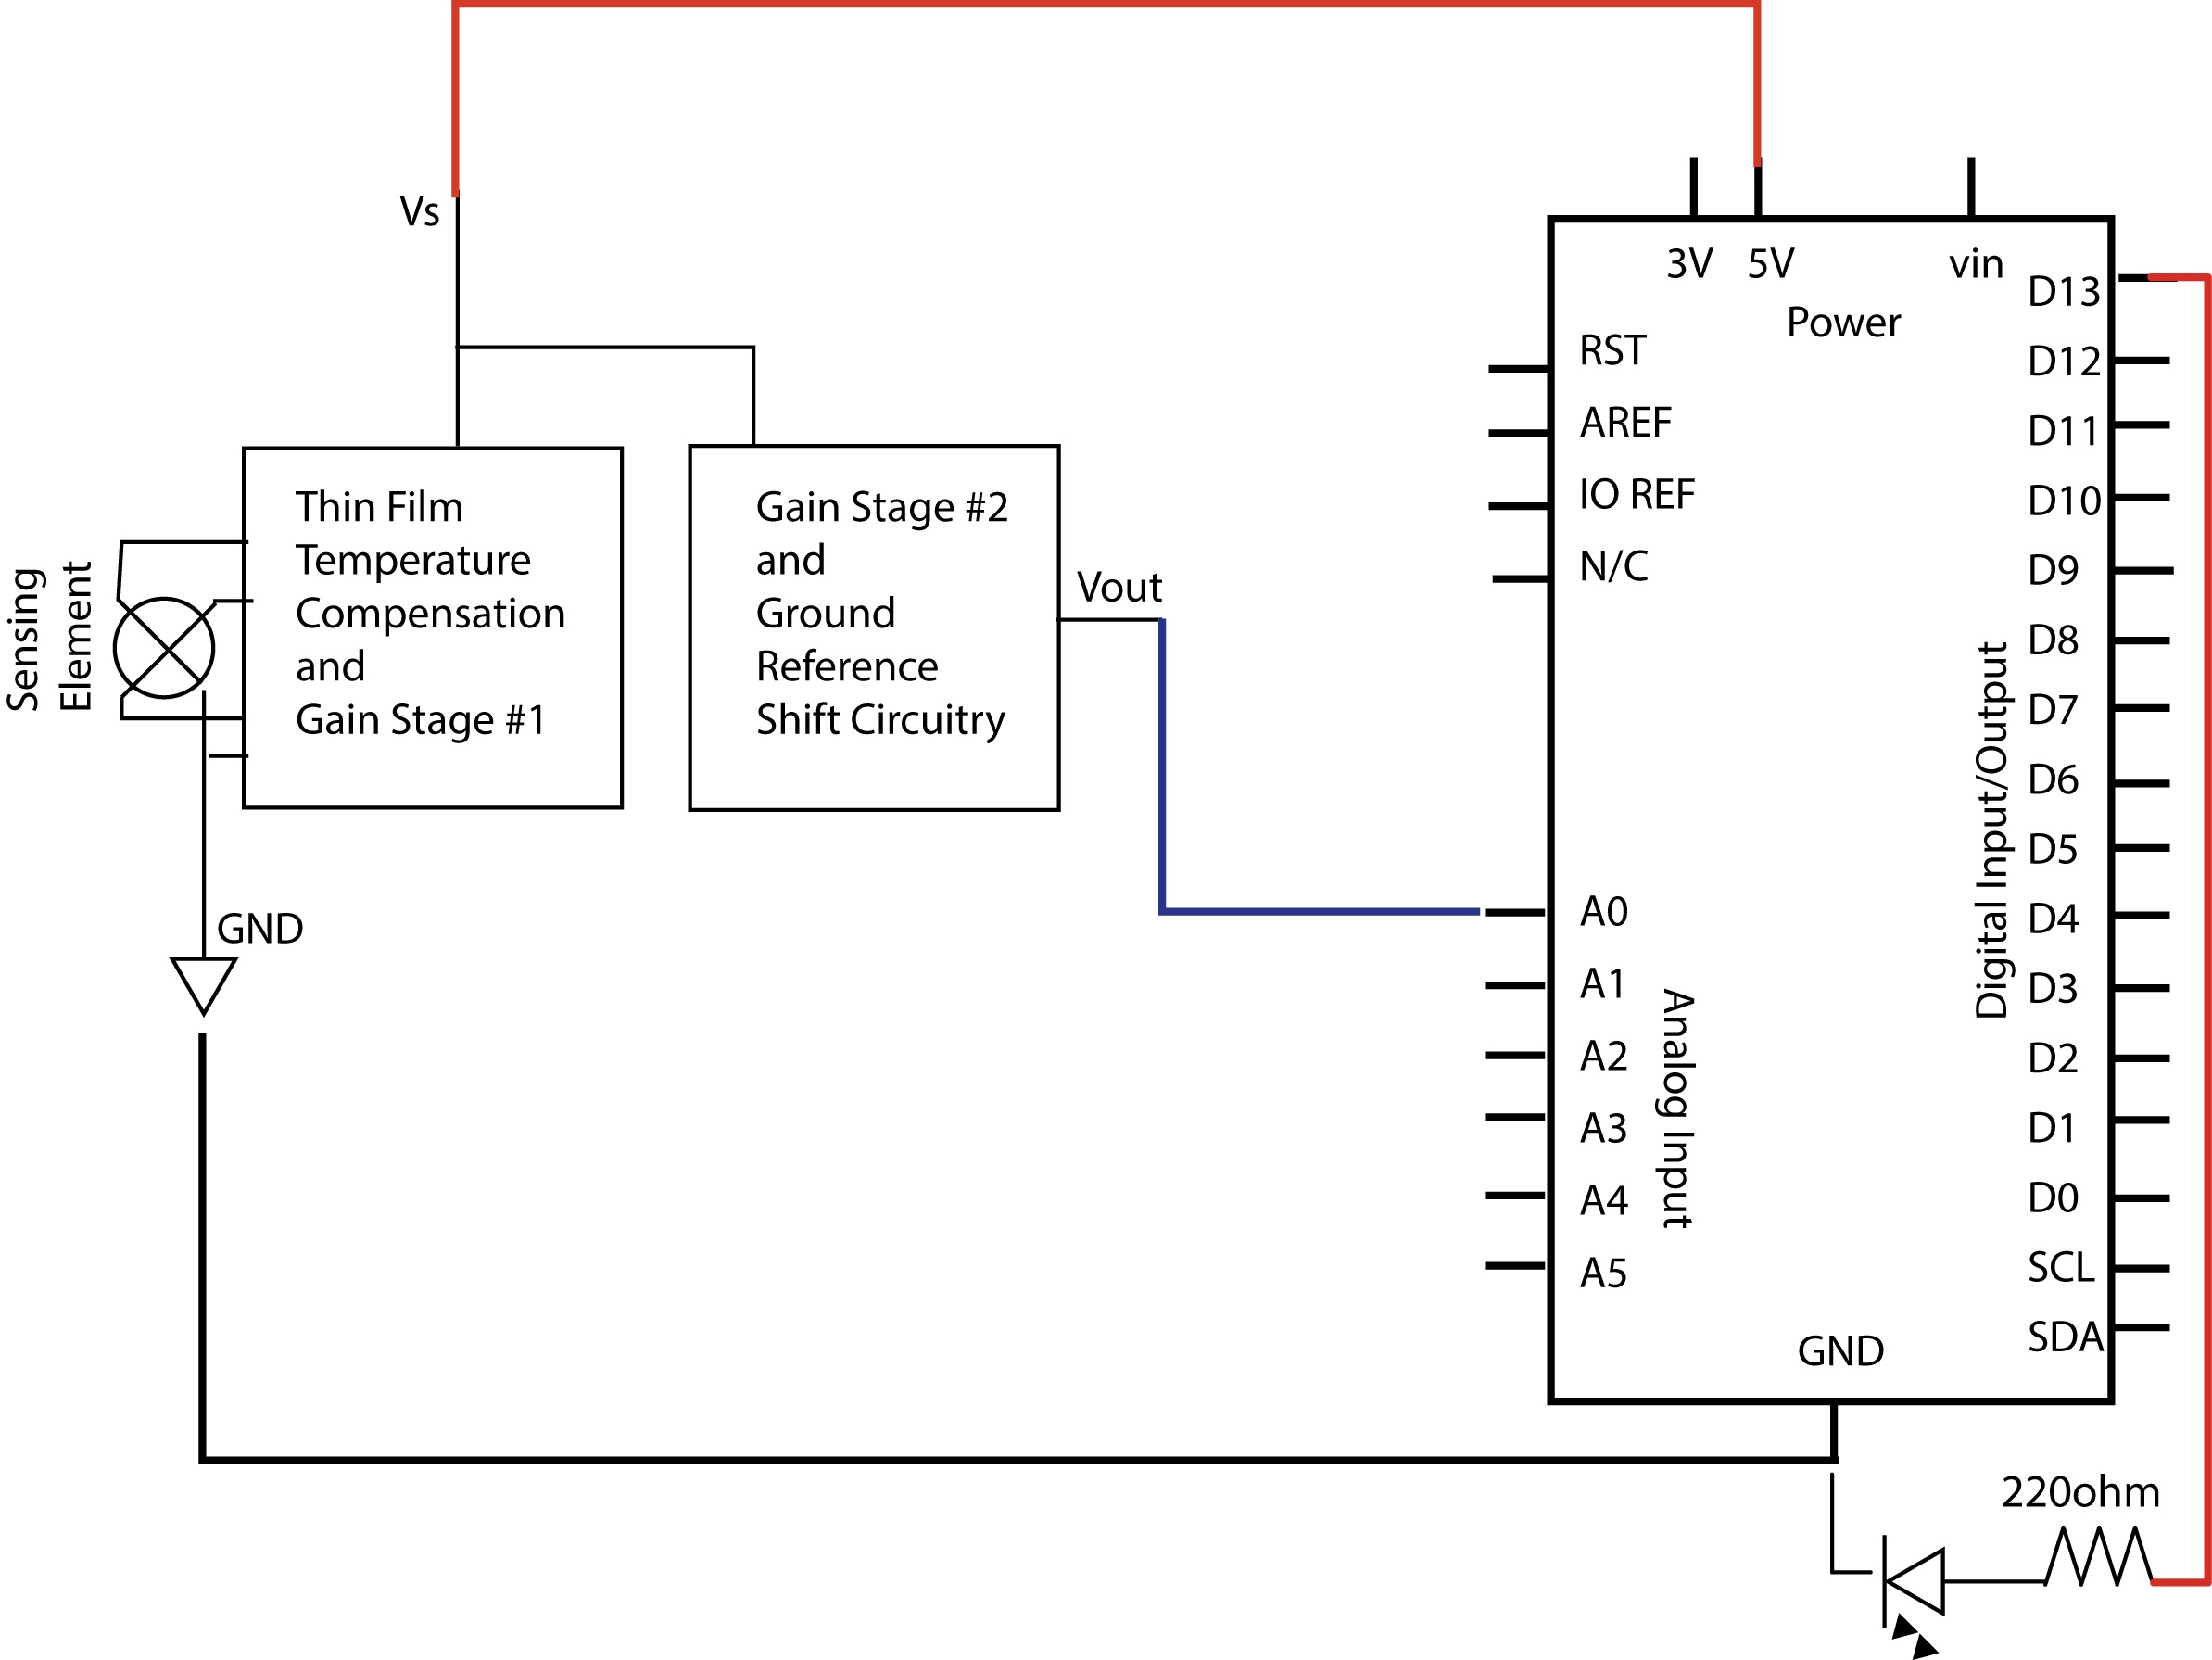 Vs
Sensing
Element
Thin Film
Temperature
Compensation
and
Gain Stage #1
GND
Gain Stage #2
and
Ground
Reference
Shift Circuitry
Vout
3V
5V
vin
Power
RST
AREF
IO REF
N/C
A0
A1
A2
A3
A4
A5
Analog Input
Digital Input/Output
D13
D12
D11
D10
D9
D8
D7
D6
D5
D4
D3
D2
D1
D0
SCL
SDA
GND
220ohm